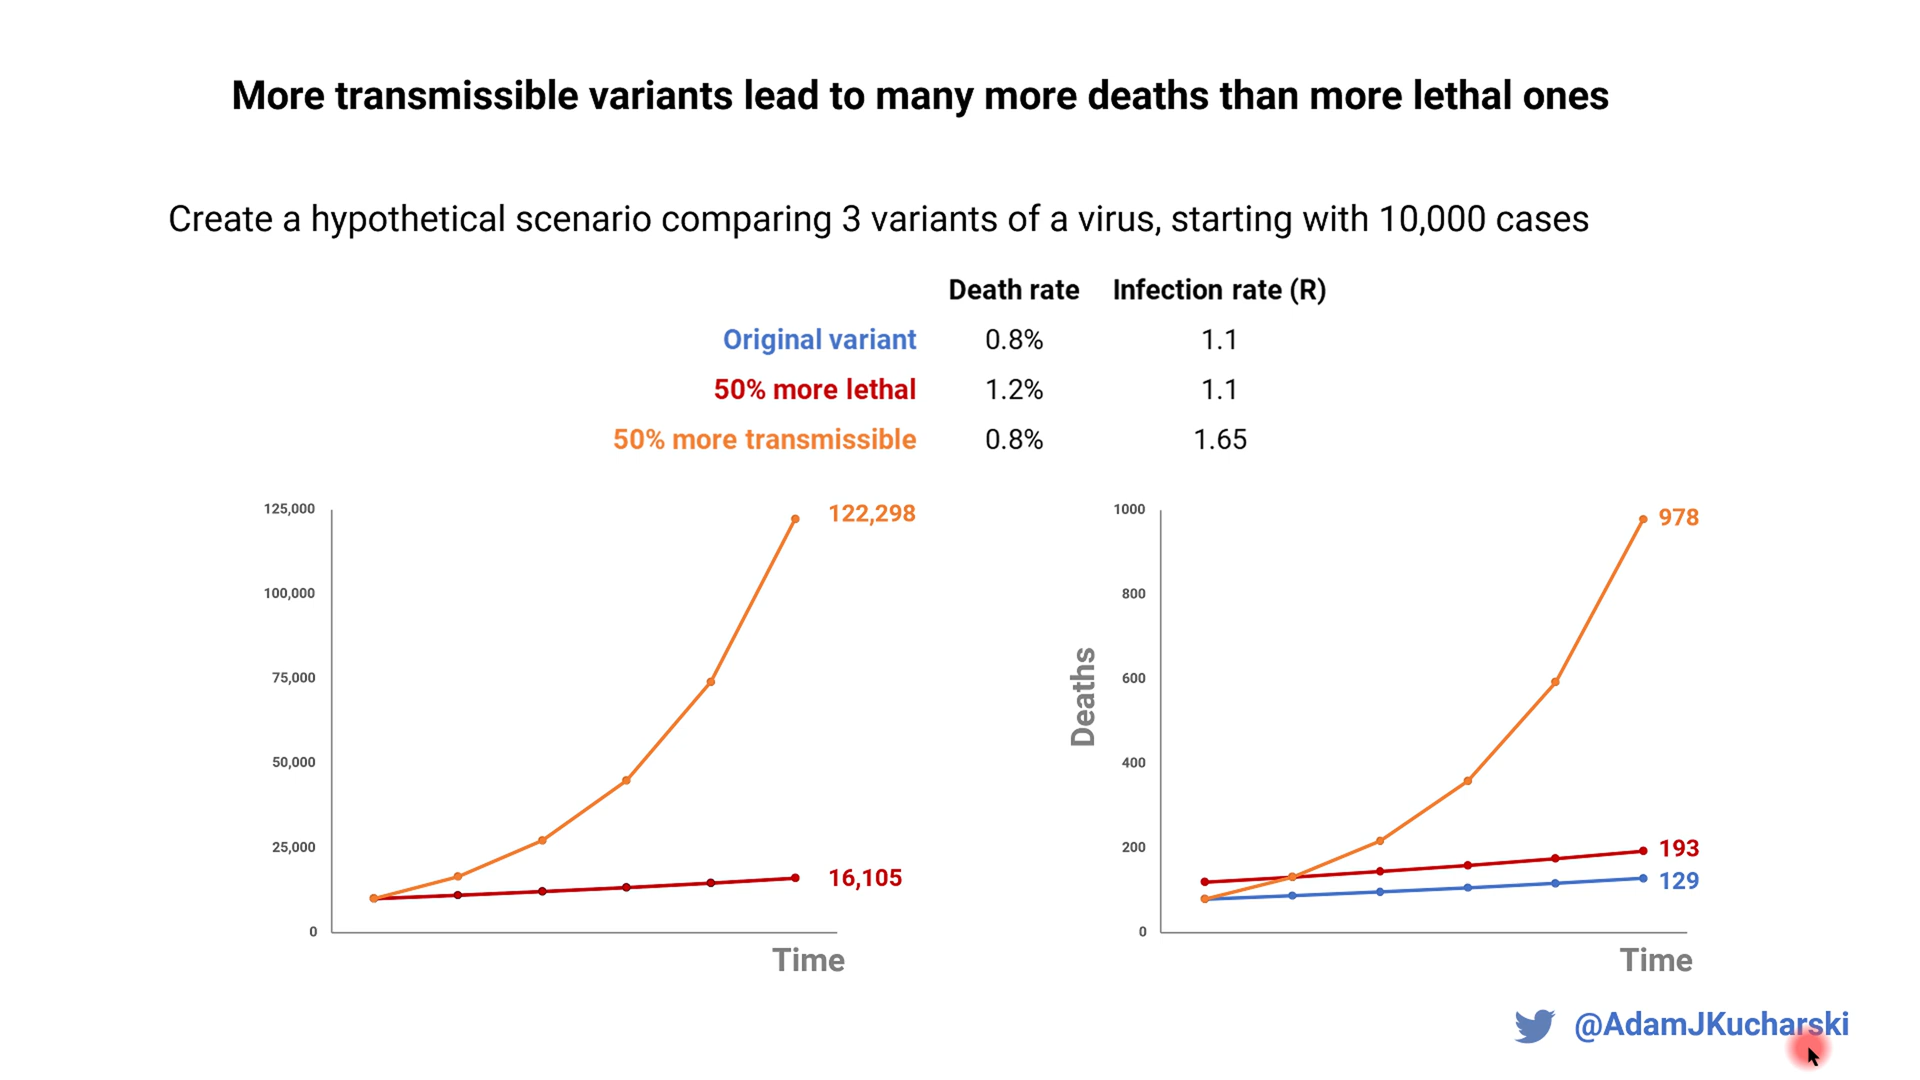 More transmissible variants lead to many more deaths than more lethal ones
Create a hypothetical scenario comparing 3 variants of a virus, starting with 10,000 cases
Death rate Infection rate (R)
Original variant 0.8% 1.1
50% more lethal 1.2% 1.1
50% more transmissible 0.8% 1.65
125,000
100,000
75,000
50,000
25,000
0
122,298
16,105
Time
Deaths
1000
800
600
400
200
0
978
193
129
Time
@AdamJKucharski